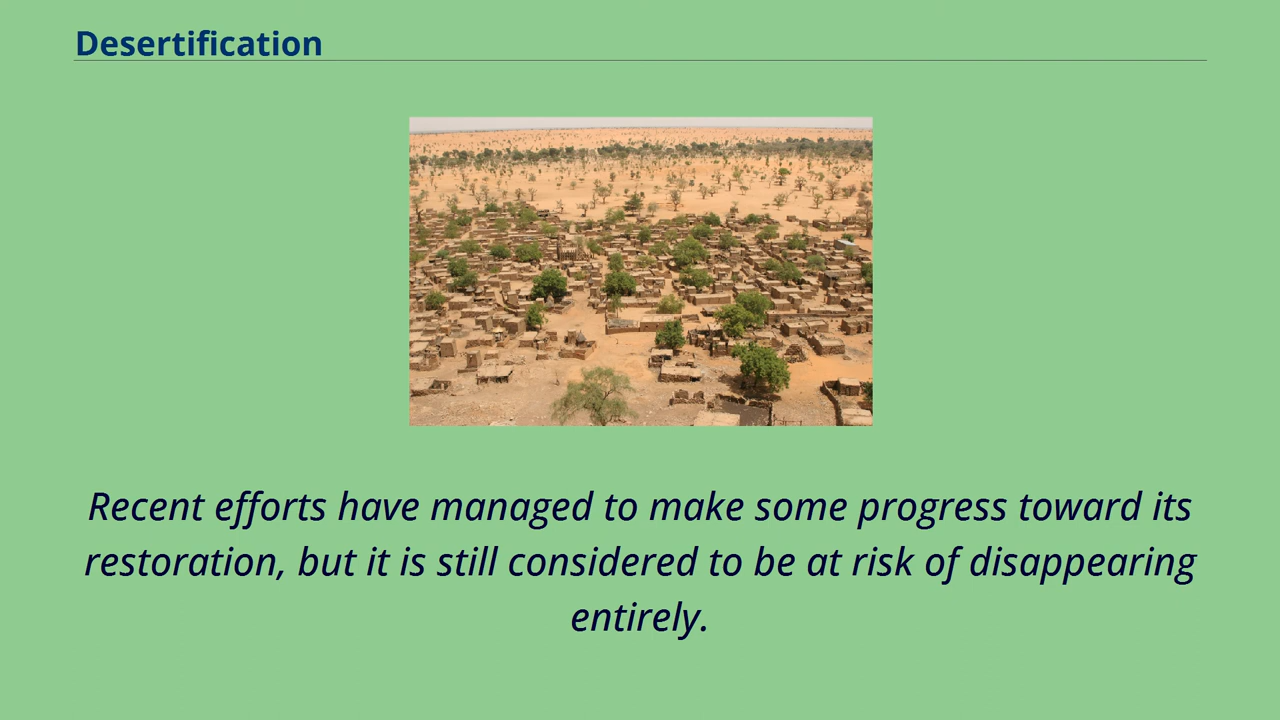 Desertification
Recent efforts have managed to make some progress toward its
restoration, but it is still considered to be at risk of disappearing
entirely.